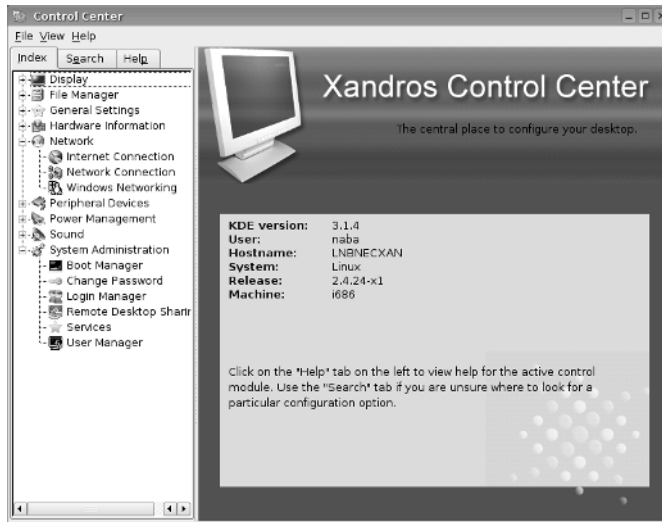 Control Center
File View Help
Index Search Help
Display
File Manager
General Settings
Hardware Information
Network
Internet Connection
Network Connection
Windows Networking
Peripheral Devices
Power Management
Sound
System Administration
Boot Manager
Change Password
Login Manager
Remote Desktop Sharin
Services
User Manager
Xandros Control Center
The central place to configure your desktop.
KDE version: 3.1.4
User: naba
Hostname: LNBNECXAN
System: Linux
Release: 2.4.24-x1
Machine: i686
Click on the "Help" tab on the left to view help for the active control
module. Use the "Search" tab if you are unsure where to look for a
particular configuration option.